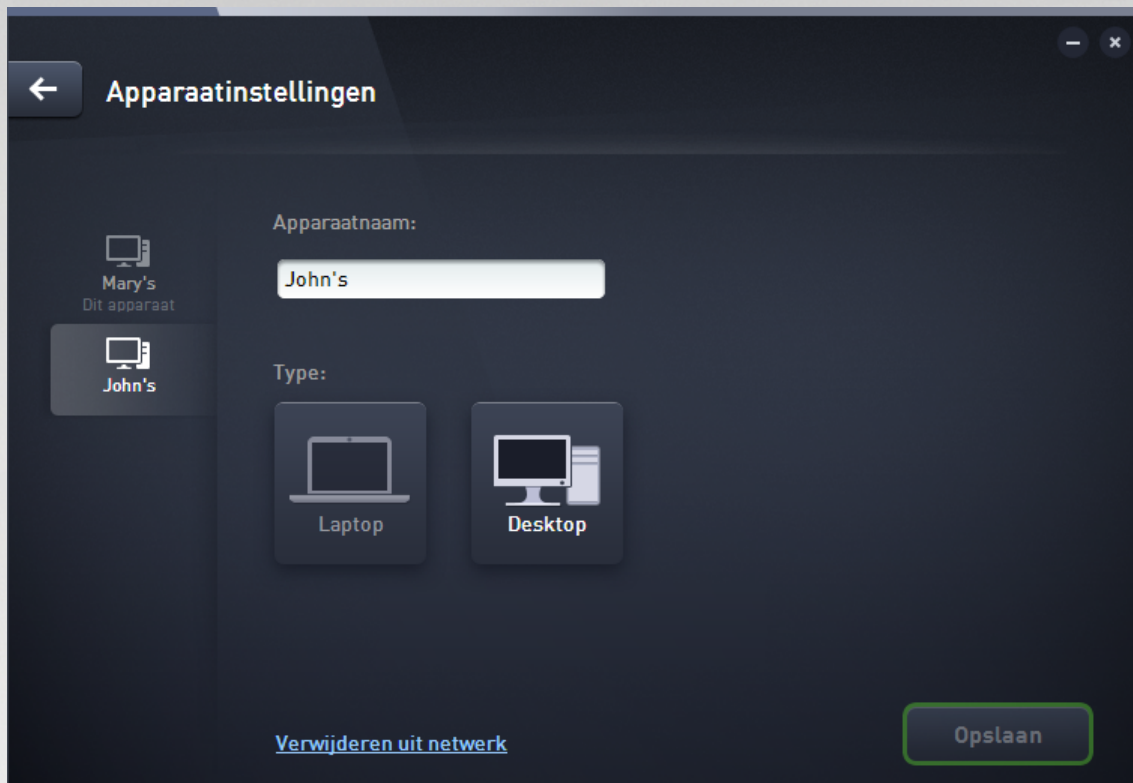 Apparaatinstellingen
Mary's
Dit apparaat
John's
Apparaatnaam:
John's
Type:
Laptop
Desktop
Verwijderen uit netwerk
Opslaan